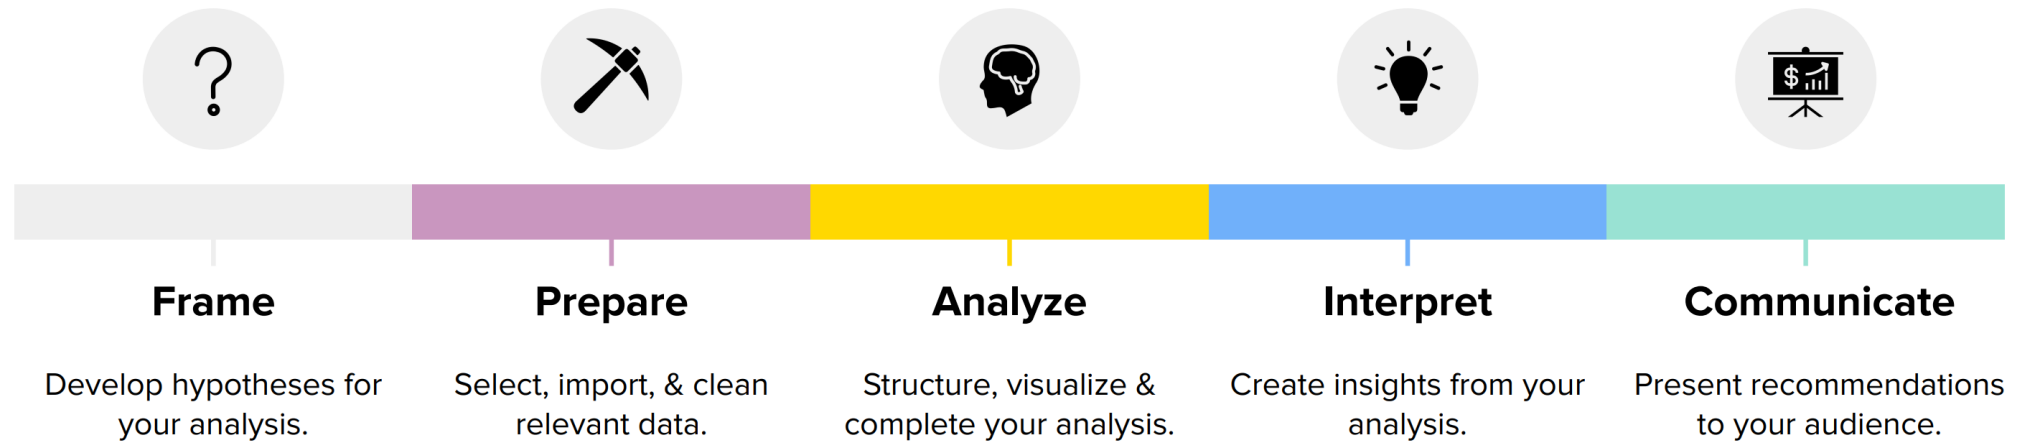 $
Frame
Develop hypotheses for
your analysis.
Prepare
Select, import, & clean
relevant data.
Analyze
Structure, visualize &
complete your analysis.
Interpret
Create insights from your
analysis.
Communicate
Present recommendations
to your audience.